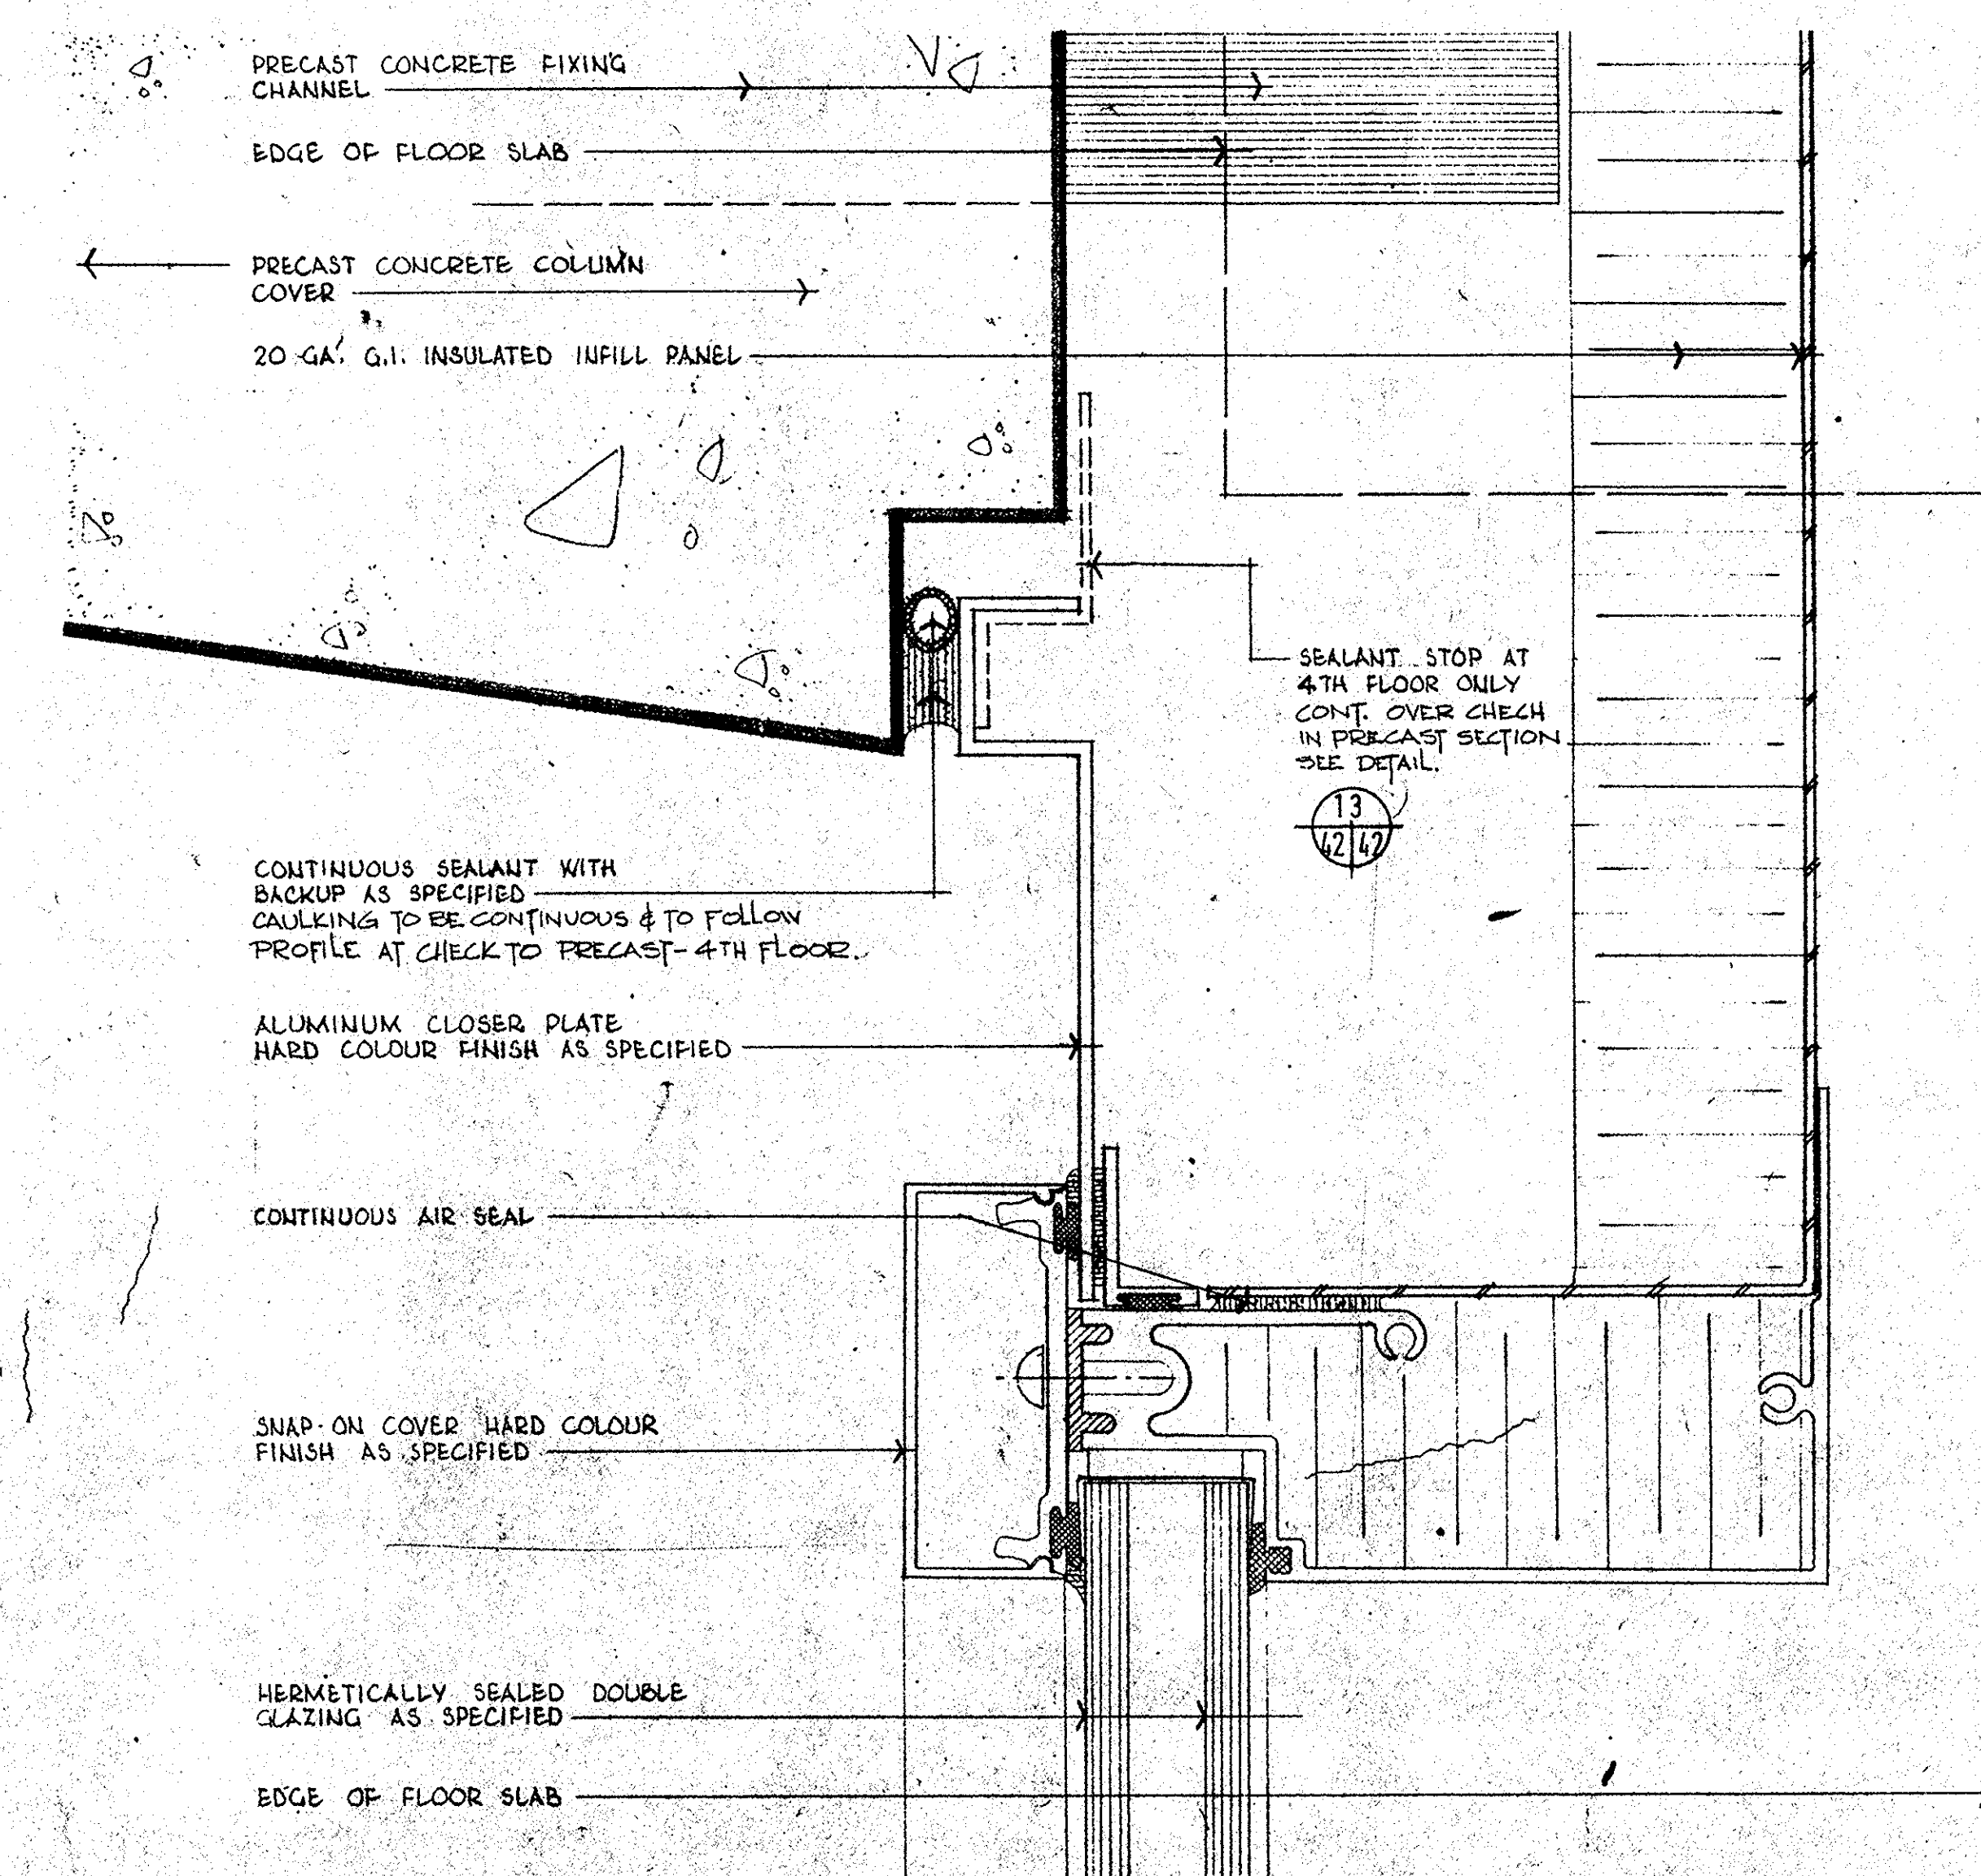 PRECAST CONCRETE FIXING
CHANNEL
EDGE OF FLOOR SLAB
PRECAST CONCRETE COLUMN
COVER
20 GA. G.I. INSULATED INFILL PANEL
SEALANT STOP AT
4TH FLOOR ONLY
CONT. OVER CHECH
IN PRECAST SECTION
SEE DETAIL.
13
42 42
CONTINUOUS SEALANT WITH
BACKUP AS SPECIFIED
CAULKING TO BE CONTINUOUS & TO FOLLOW
PROFILE AT CHECK TO PRECAST - 4TH FLOOR.
ALUMINUM CLOSER PLATE
HARD COLOUR FINISH AS SPECIFIED
CONTINUOUS AIR SEAL
SNAP-ON COVER HARD COLOUR
FINISH AS SPECIFIED
HERMETICALLY SEALED DOUBLE
GLAZING AS SPECIFIED
EDGE OF FLOOR SLAB